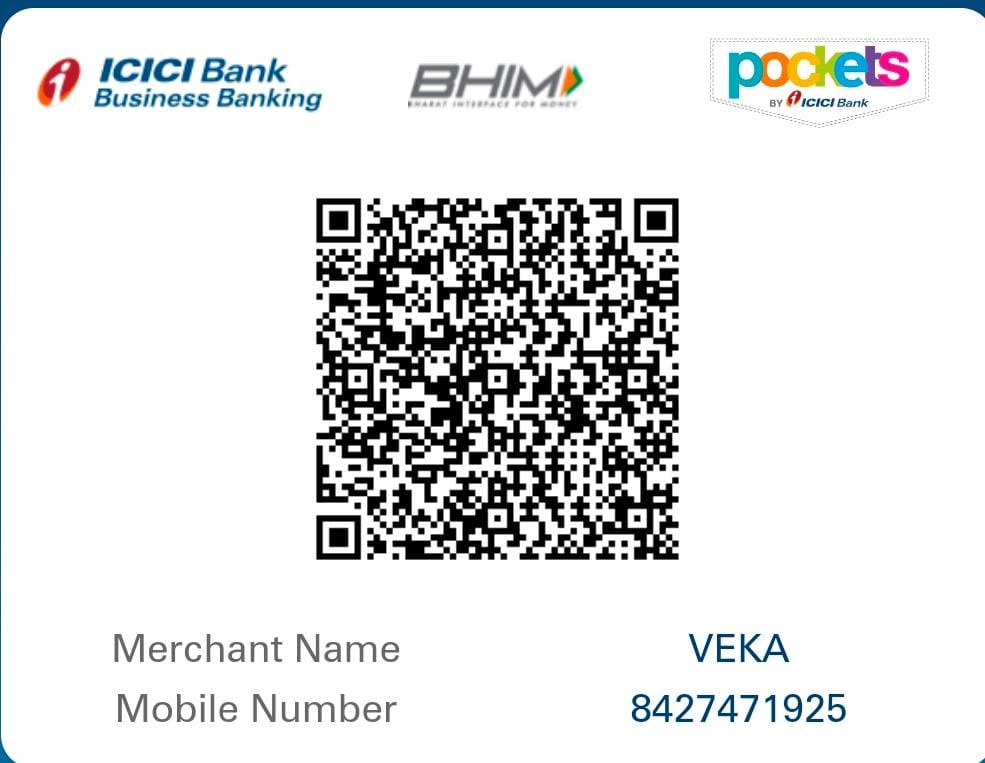 ICICI Bank
Business Banking
BHIM
BHARAT INTERFACE FOR MONEY
pockets
BY ICICI Bank
Merchant Name VEKA
Mobile Number 8427471925